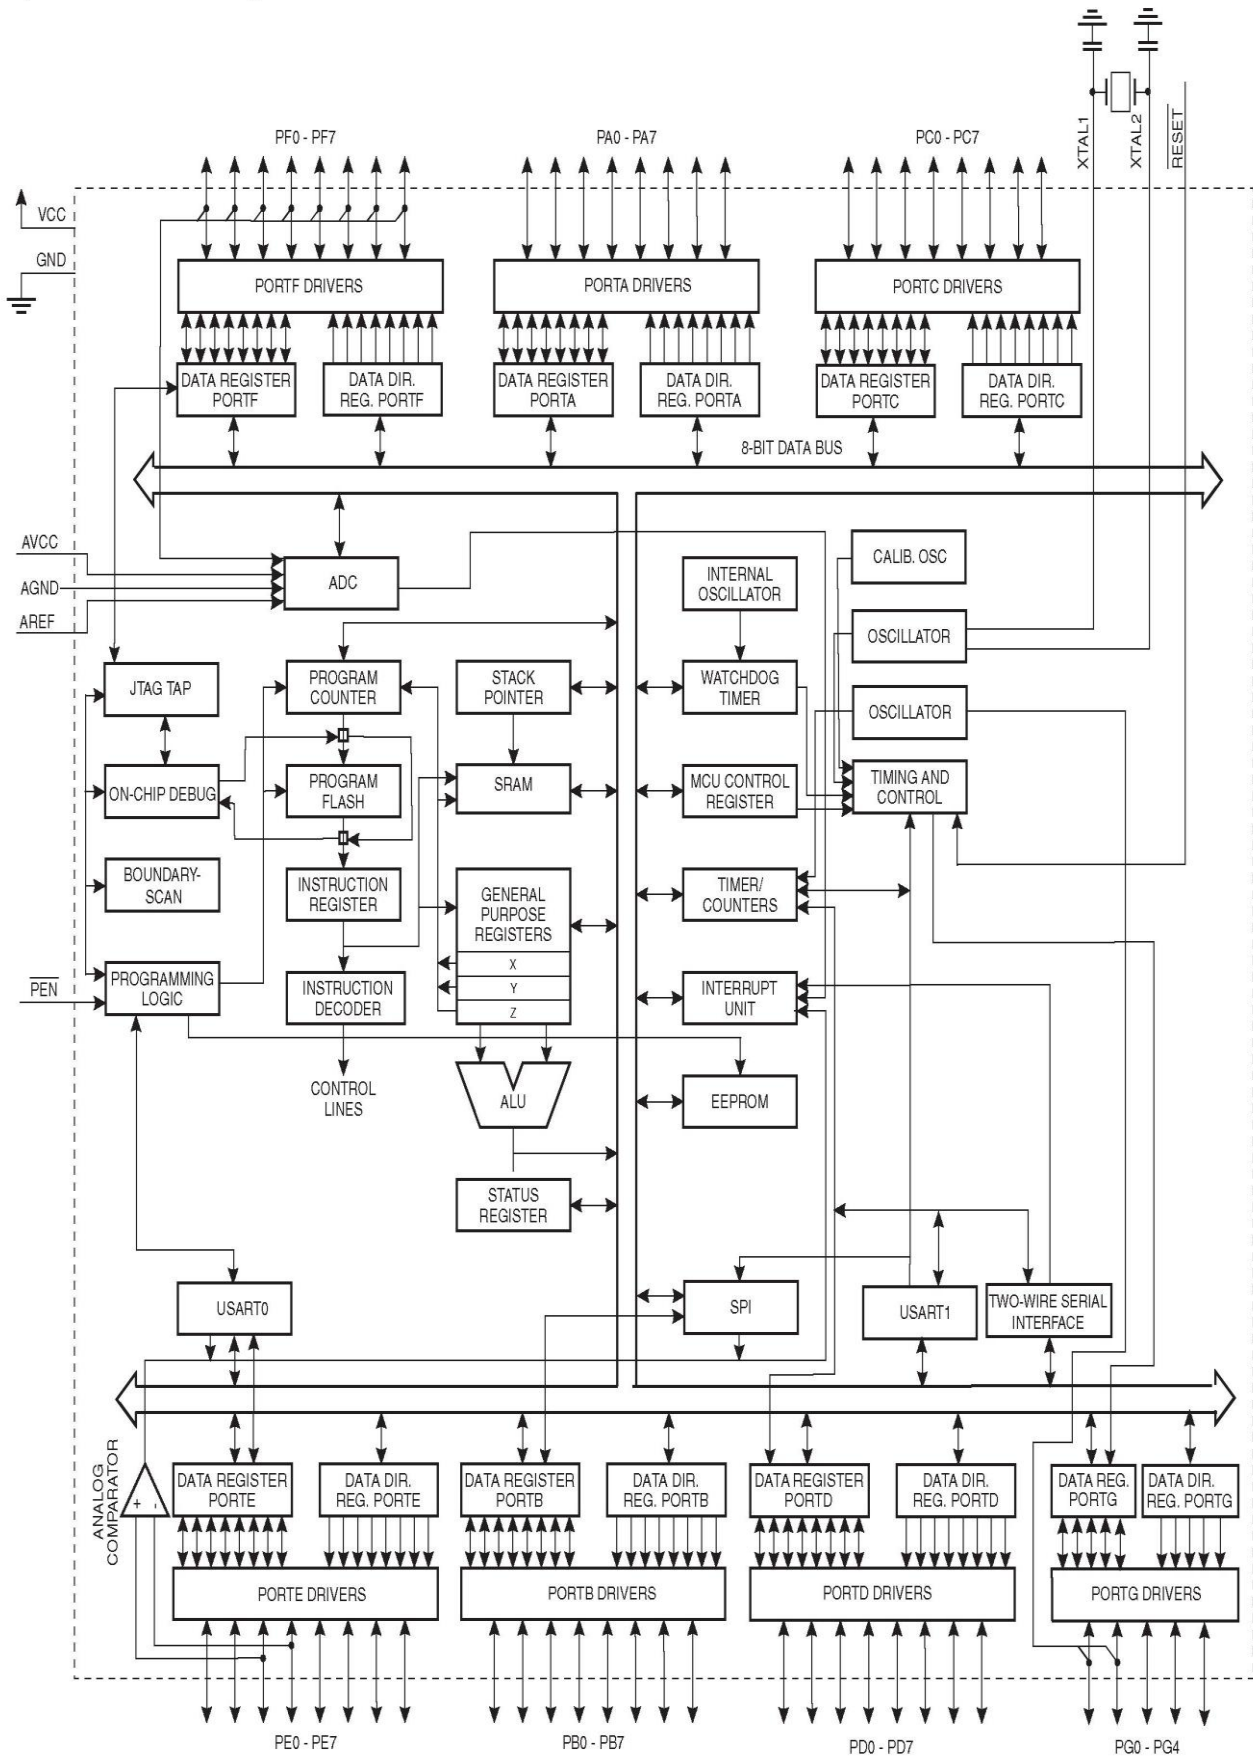 XTAL1
XTAL2
RESET
PF0 - PF7
PA0 - PA7
PC0 - PC7
VCC
GND
PORTF DRIVERS
PORTA DRIVERS
PORTC DRIVERS
DATA REGISTER
PORTF
DATA DIR.
REG. PORTF
DATA REGISTER
PORTA
DATA DIR.
REG. PORTA
DATA REGISTER
PORTC
DATA DIR.
REG. PORTC
8-BIT DATA BUS
AVCC
AGND
AREF
ADC
INTERNAL
OSCILLATOR
CALIB. OSC
OSCILLATOR
JTAG TAP
PROGRAM
COUNTER
STACK
POINTER
WATCHDOG
TIMER
OSCILLATOR
ON-CHIP DEBUG
PROGRAM
FLASH
SRAM
MCU CONTROL
REGISTER
TIMING AND
CONTROL
BOUNDARY-
SCAN
INSTRUCTION
REGISTER
GENERAL
PURPOSE
REGISTERS
X
Y
Z
TIMER/
COUNTERS
PEN
PROGRAMMING
LOGIC
INSTRUCTION
DECODER
INTERRUPT
UNIT
CONTROL
LINES
ALU
EEPROM
STATUS
REGISTER
USART0
SPI
USART1
TWO-WIRE SERIAL
INTERFACE
ANALOG
COMPARATOR
+ -
DATA REGISTER
PORTE
DATA DIR.
REG. PORTE
DATA REGISTER
PORTB
DATA DIR.
REG. PORTB
DATA REGISTER
PORTD
DATA DIR.
REG. PORTD
DATA REG.
PORTG
DATA DIR.
REG. PORTG
PORTE DRIVERS
PORTB DRIVERS
PORTD DRIVERS
PORTG DRIVERS
PE0 - PE7
PB0 - PB7
PD0 - PD7
PG0 - PG4